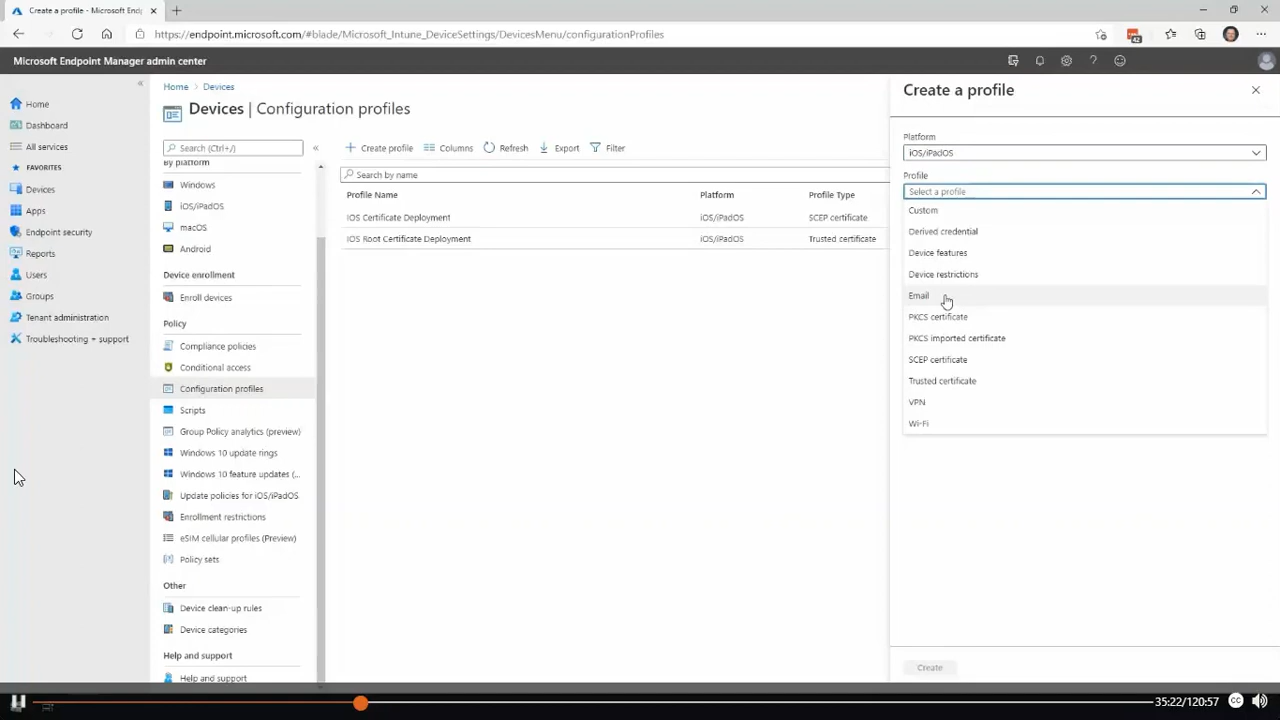 Create a profile - Microsoft Endp
https://endpoint.microsoft.com/#blade/Microsoft_Intune_DeviceSettings/DevicesMenu/configurationProfiles
42
Microsoft Endpoint Manager admin center
Home
Dashboard
All services
FAVORITES
Devices
Apps
Endpoint security
Reports
Users
Groups
Tenant administration
Troubleshooting + support
Home > Devices
Devices | Configuration profiles
Search (Ctrl+/)
By platform
Windows
iOS/iPadOS
macOS
Android
Device enrollment
Enroll devices
Policy
Compliance policies
Conditional access
Configuration profiles
Scripts
Group Policy analytics (preview)
Windows 10 update rings
Windows 10 feature updates (...
Update policies for iOS/iPadOS
Enrollment restrictions
eSIM cellular profiles (Preview)
Policy sets
Other
Device clean-up rules
Device categories
Help and support
Help and support
Create profile Columns Refresh Export Filter
Search by name
Profile Name Platform Profile Type
IOS Certificate Deployment iOS/iPadOS SCEP certificate
IOS Root Certificate Deployment iOS/iPadOS Trusted certificate
Create a profile
Platform
iOS/iPadOS
Profile
Select a profile
Custom
Derived credential
Device features
Device restrictions
Email
PKCS certificate
PKCS imported certificate
SCEP certificate
Trusted certificate
VPN
Wi-Fi
Create
35:22/120:57
CC